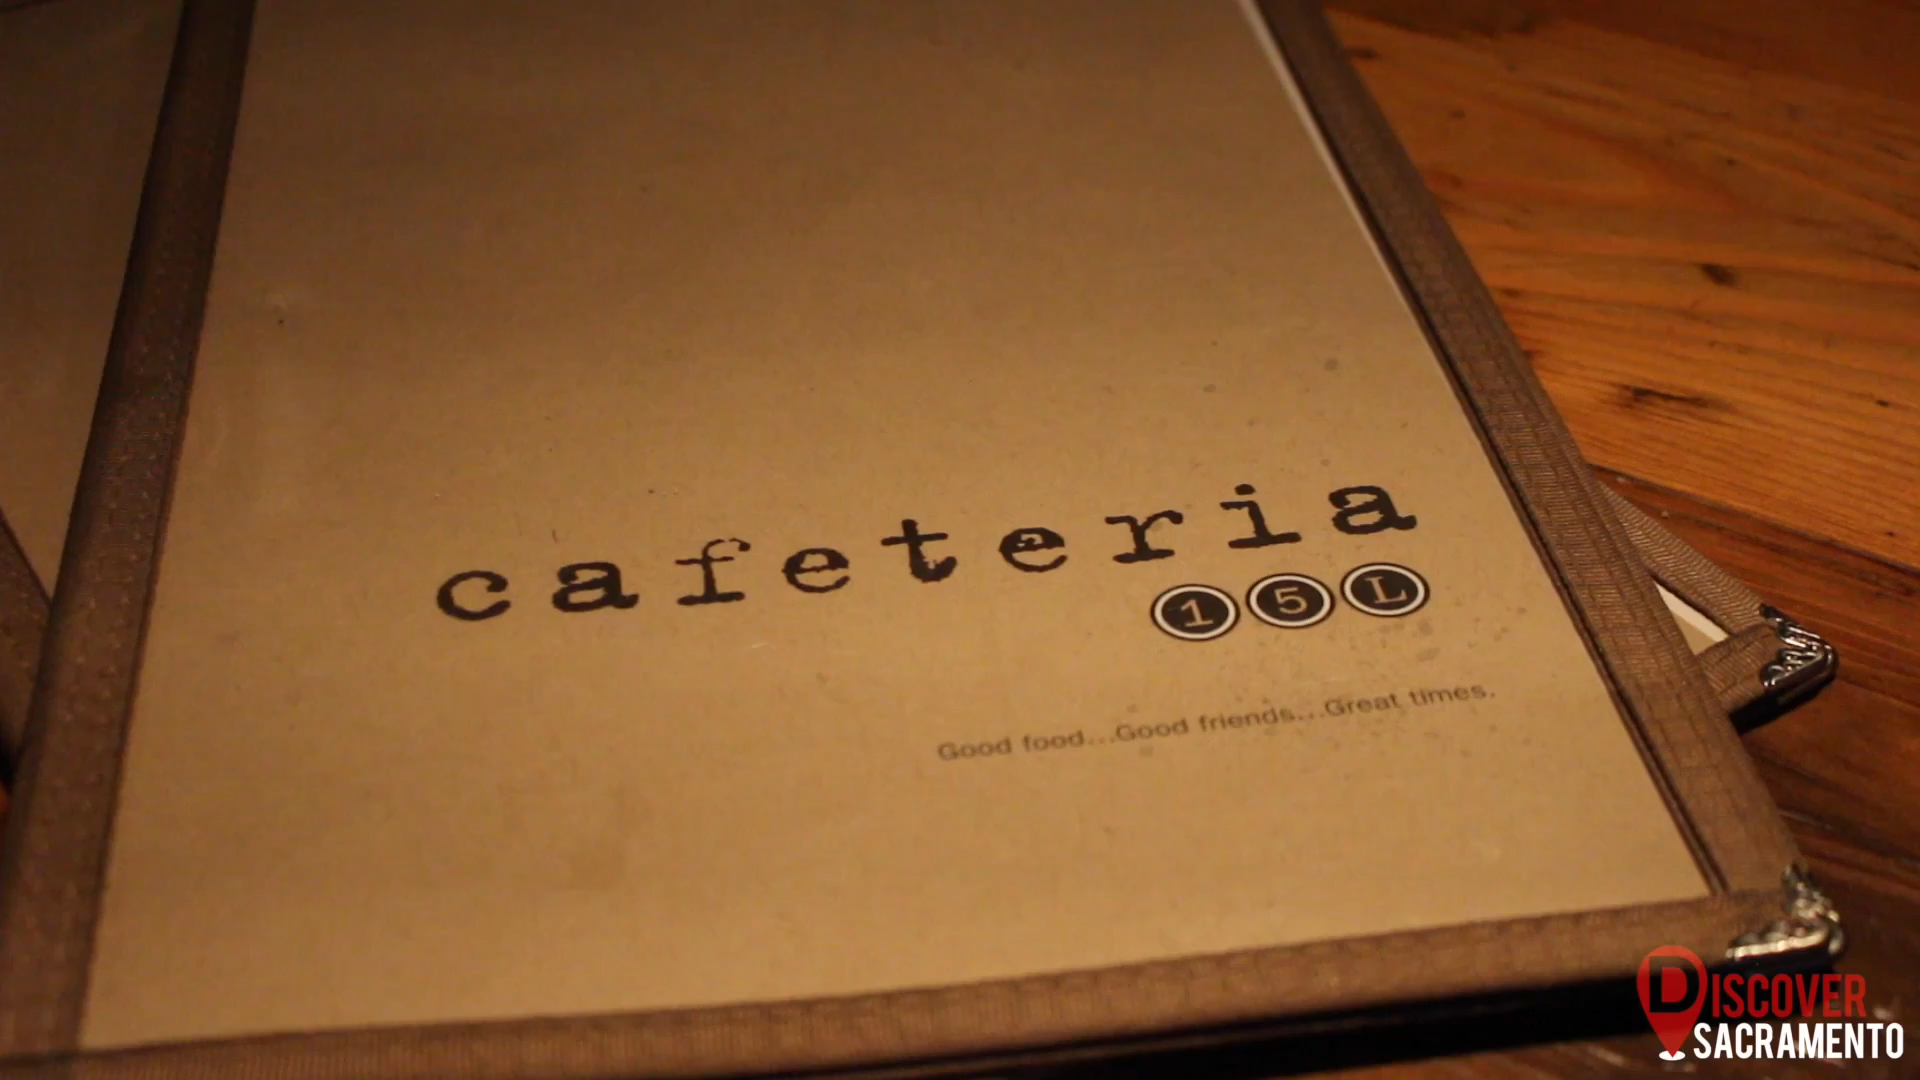 cafeteria
15L
Good food...Good friends...Great times.
DISCOVER
SACRAMENTO